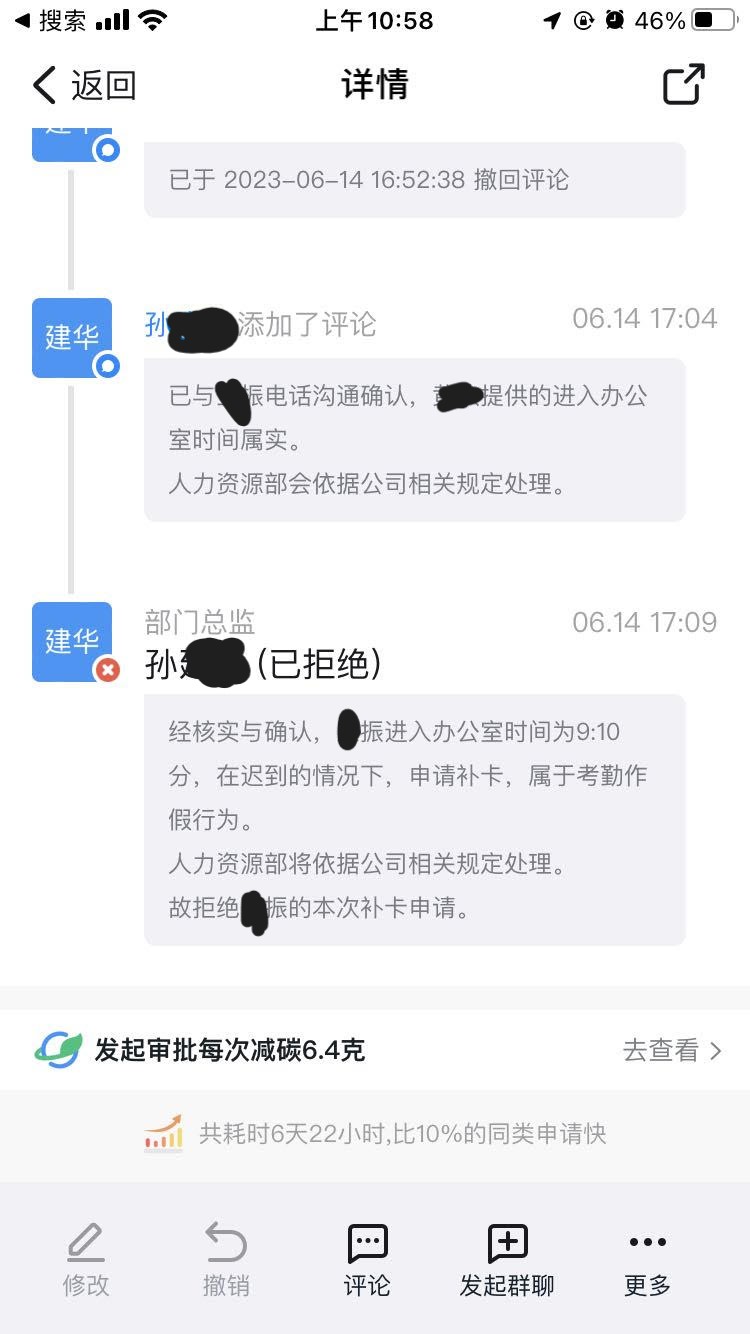 搜索
上午10:58
46%
返回
详情
已于 2023-06-14 16:52:38 撤回评论
建华
孙 添加了评论
06.14 17:04
已与 振电话沟通确认, 提供的进入办公
室时间属实。
人力资源部会依据公司相关规定处理。
建华
部门总监
06.14 17:09
孙 (已拒绝)
经核实与确认, 振进入办公室时间为9:10
分, 在迟到的情况下, 申请补卡, 属于考勤作
假行为。
人力资源部将依据公司相关规定处理。
故拒绝 振的本次补卡申请。
发起审批每次减碳6.4克
去查看
共耗时6天22小时,比10%的同类申请快
修改
撤销
评论
发起群聊
更多